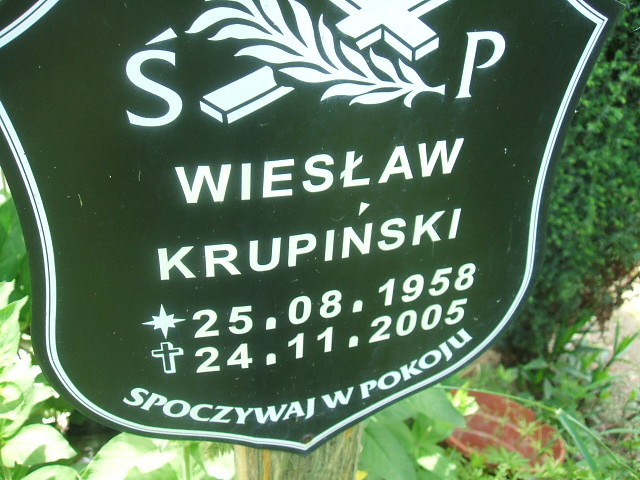 Ś P
WIESŁAW
KRUPIŃSKI
25.08.1958
24.11.2005
SPOCZYWAJ W POKOJU